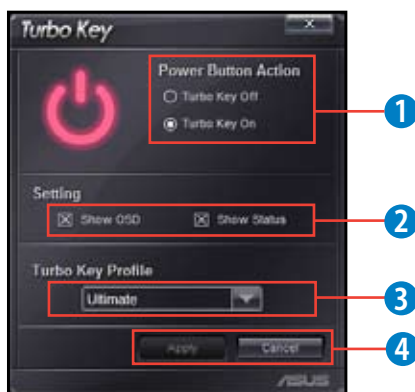 Turbo Key
Power Button Action
Turbo Key Off
Turbo Key On
1
Setting
Show OSD
Show Status
2
Turbo Key Profile
Ultimate
3
Apply
Cancel
4
ASUS